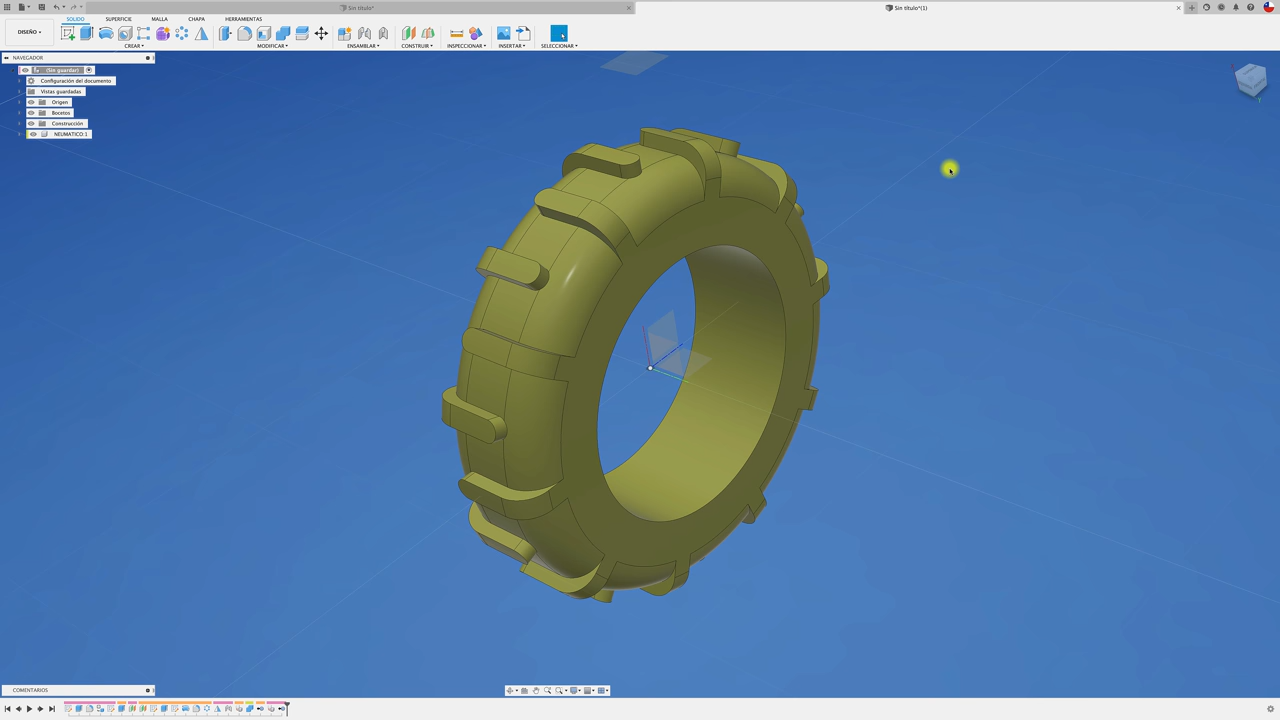 Sin título*
Sin título*(1)
SÓLIDO
SUPERFICIE
MALLA
CHAPA
HERRAMIENTAS
DISEÑO
CREAR
MODIFICAR
ENSAMBLAR
CONSTRUIR
INSPECCIONAR
INSERTAR
SELECCIONAR
NAVEGADOR
(Sin guardar)
Configuración del documento
Vistas guardadas
Origen
Bocetos
Construcción
NEUMATICO:1
COMENTARIOS